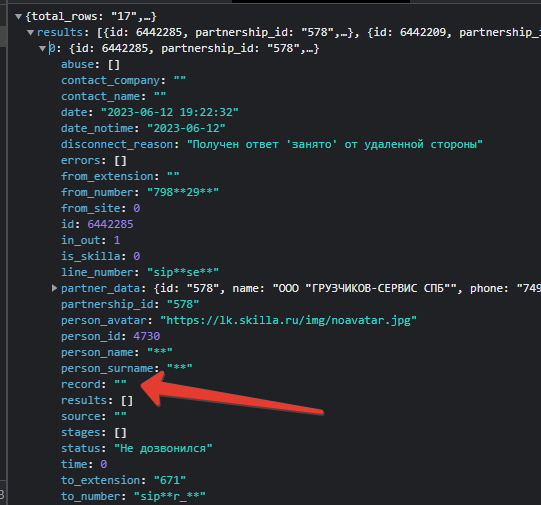 {total_rows: "17",…}
results: [{id: 6442285, partnership_id: "578",…}, {id: 6442209, partnership_id:
0: {id: 6442285, partnership_id: "578",…}
abuse: []
contact_company: ""
contact_name: ""
date: "2023-06-12 19:22:32"
date_notime: "2023-06-12"
disconnect_reason: "Получен ответ 'занято' от удаленной стороны"
errors: []
from_extension: ""
from_number: "798**29**"
from_site: 0
id: 6442285
in_out: 1
is_skilla: 0
line_number: "sip**se**"
partner_data: {id: "578", name: "ООО "ГРУЗЧИКОВ-СЕРВИС СПБ"", phone: "749
partnership_id: "578"
person_avatar: "https://lk.skilla.ru/img/noavatar.jpg"
person_id: 4730
person_name: "**"
person_surname: "**"
record: ""
results: []
source: ""
stages: []
status: "Не дозвонился"
time: 0
to_extension: "671"
to_number: "sip**r_**"